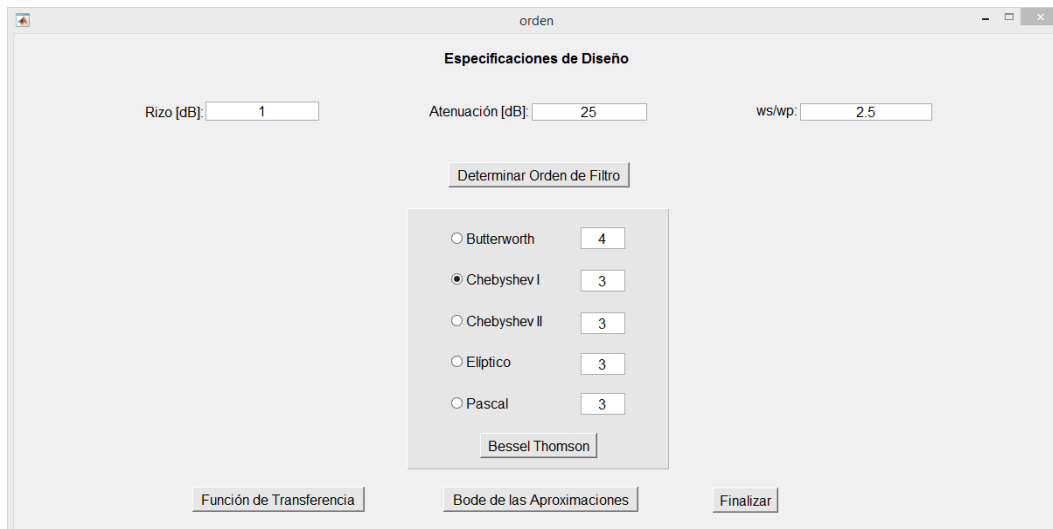 orden
Especificaciones de Diseño
Rizo [dB]: 1 Atenuación [dB]: 25 ws/wp: 2.5
Determinar Orden de Filtro
Butterworth 4
Chebyshev I 3
Chebyshev II 3
Elíptico 3
Pascal 3
Bessel Thomson
Función de Transferencia Bode de las Aproximaciones Finalizar